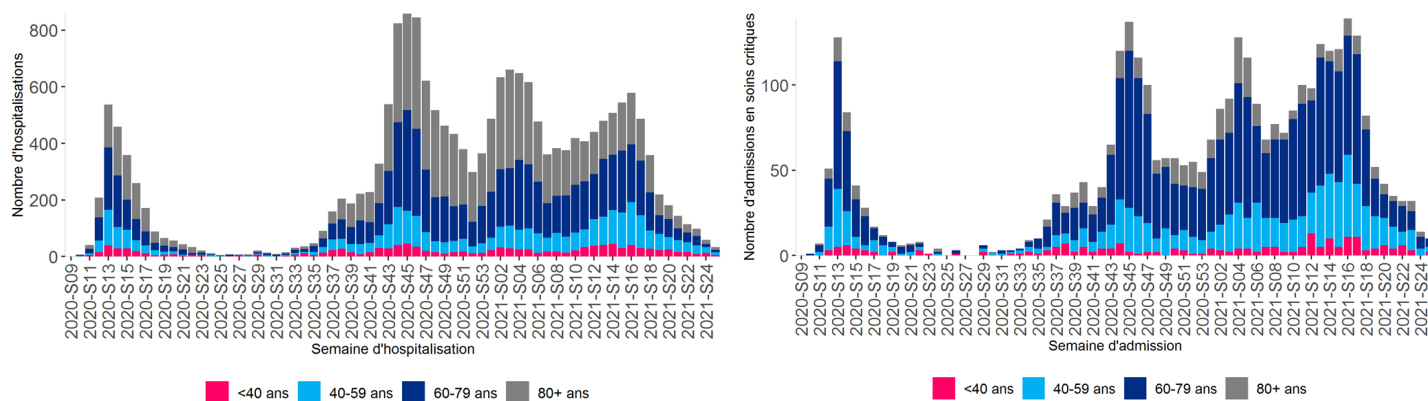 Nombre d'hospitalisations
800
600
400
200
0
2020-S09
2020-S11
2020-S13
2020-S15
2020-S17
2020-S19
2020-S21
2020-S23
2020-S25
2020-S27
2020-S29
2020-S31
2020-S33
2020-S35
2020-S37
2020-S39
2020-S41
2020-S43
2020-S45
2020-S47
2020-S49
2020-S51
2020-S53
2021-S02
2021-S04
2021-S06
2021-S08
2021-S10
2021-S12
2021-S14
2021-S16
2021-S18
2021-S20
2021-S22
2021-S24
Semaine d'hospitalisation
<40 ans 40-59 ans 60-79 ans 80+ ans
Nombre d'admissions en soins critiques
100
50
0
2020-S09
2020-S11
2020-S13
2020-S15
2020-S17
2020-S19
2020-S21
2020-S23
2020-S25
2020-S27
2020-S29
2020-S31
2020-S33
2020-S35
2020-S37
2020-S39
2020-S41
2020-S43
2020-S45
2020-S47
2020-S49
2020-S51
2020-S53
2021-S02
2021-S04
2021-S06
2021-S08
2021-S10
2021-S12
2021-S14
2021-S16
2021-S18
2021-S20
2021-S22
2021-S24
Semaine d'admission
<40 ans 40-59 ans 60-79 ans 80+ ans